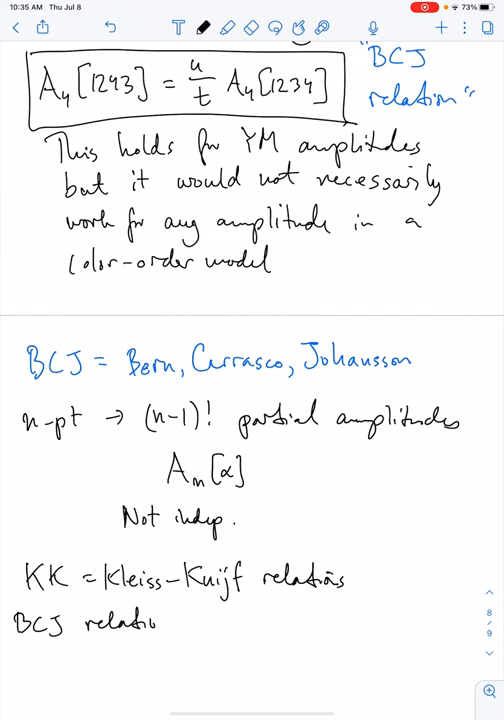 10:35 AM Thu Jul 8
73%
A₄[1243] = u/t A₄[1234]
"BCJ
relation"
This holds for YM amplitdes
but it would not necessarily
work for any amplitude in a
color-order model
BCJ = Bern, Carrasco, Johansson
n-pt → (n-1)! partial amplitudes
Aₙ[α]
Not indep.
KK = Kleiss-Kuijf relations
BCJ relatio
8
/
9